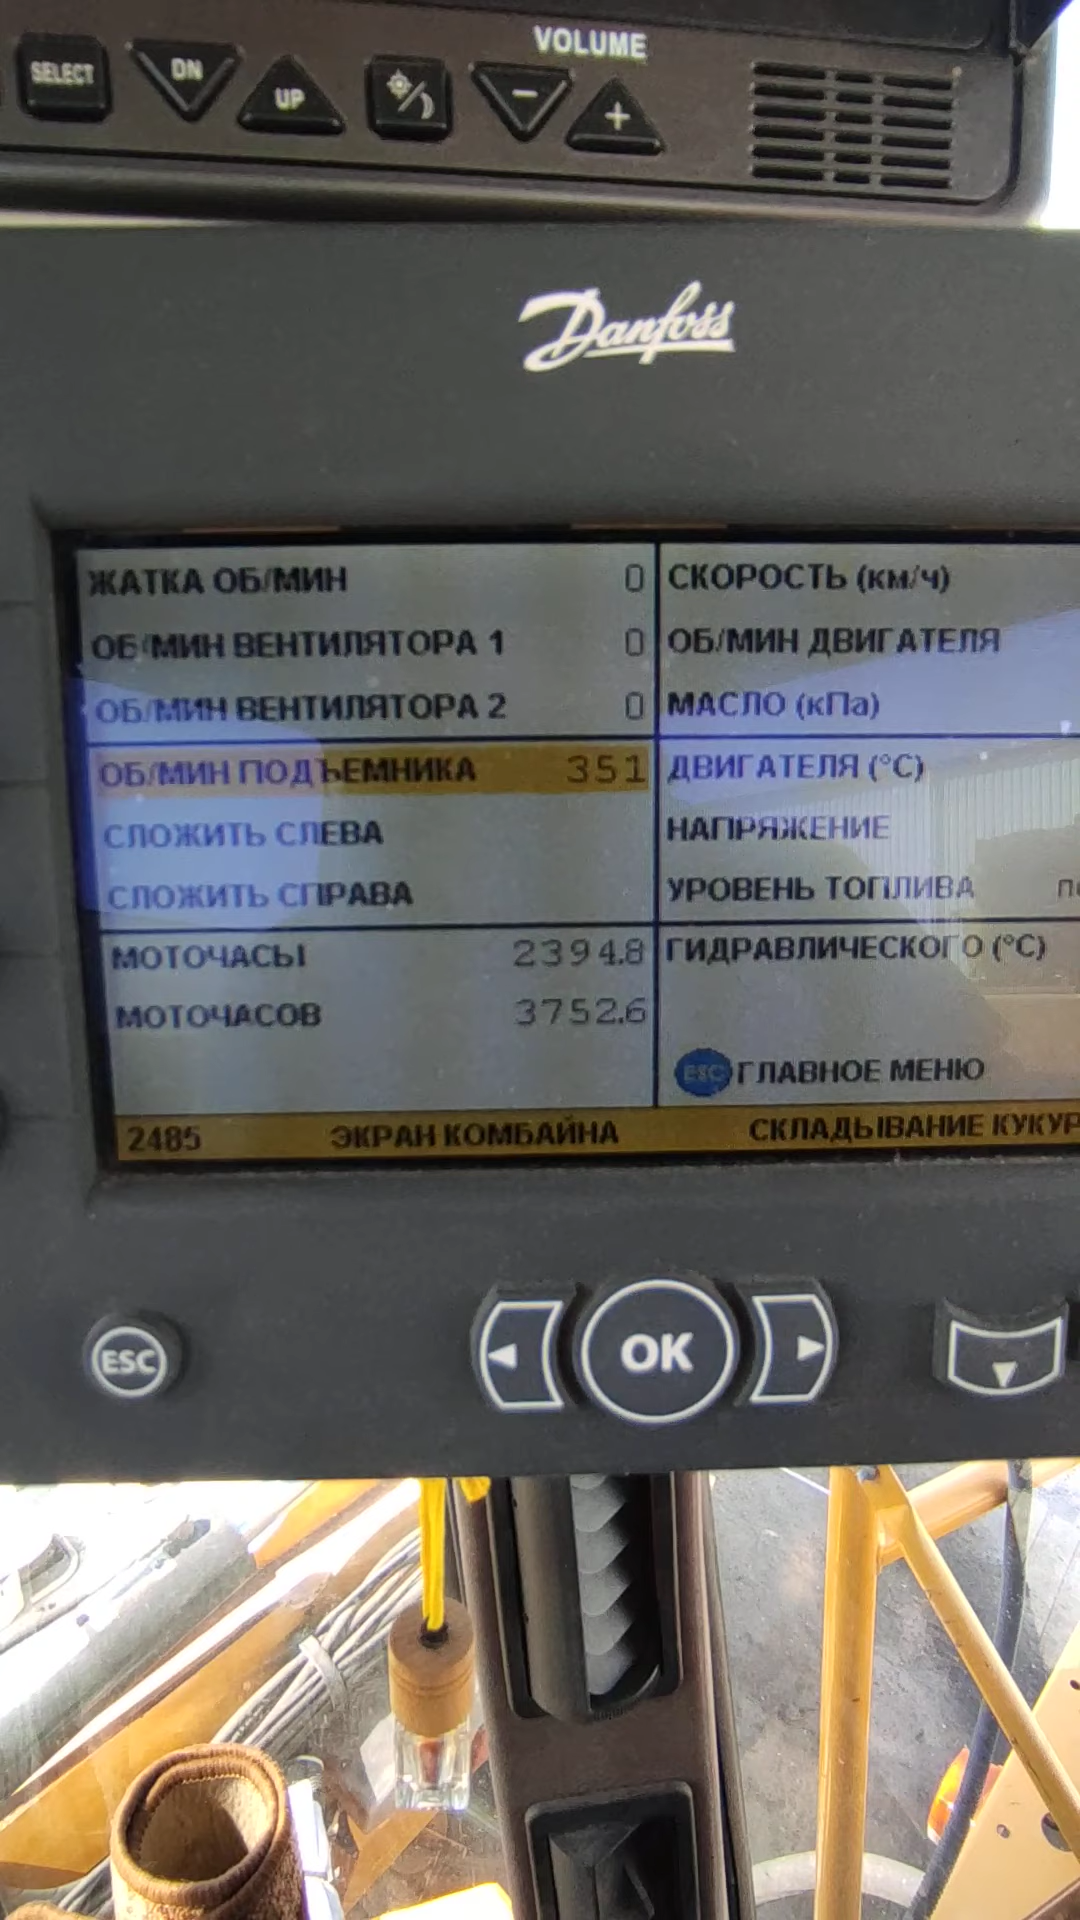 VOLUME
SELECT
DN
UP
-
+
Danfoss
ЖАТКА ОБ/МИН 0
ОБ/МИН ВЕНТИЛЯТОРА 1 0
ОБ/МИН ВЕНТИЛЯТОРА 2 0
ОБ/МИН ПОДЪЕМНИКА 351
СЛОЖИТЬ СЛЕВА
СЛОЖИТЬ СПРАВА
МОТОЧАСЫ 2394.8
МОТОЧАСОВ 3752.6
СКОРОСТЬ (км/ч)
ОБ/МИН ДВИГАТЕЛЯ
МАСЛО (кПа)
ДВИГАТЕЛЯ (°C)
НАПРЯЖЕНИЕ
УРОВЕНЬ ТОПЛИВА
ГИДРАВЛИЧЕСКОГО (°C)
ESC ГЛАВНОЕ МЕНЮ
2485 ЭКРАН КОМБАЙНА СКЛАДЫВАНИЕ КУКУР
ESC
OK